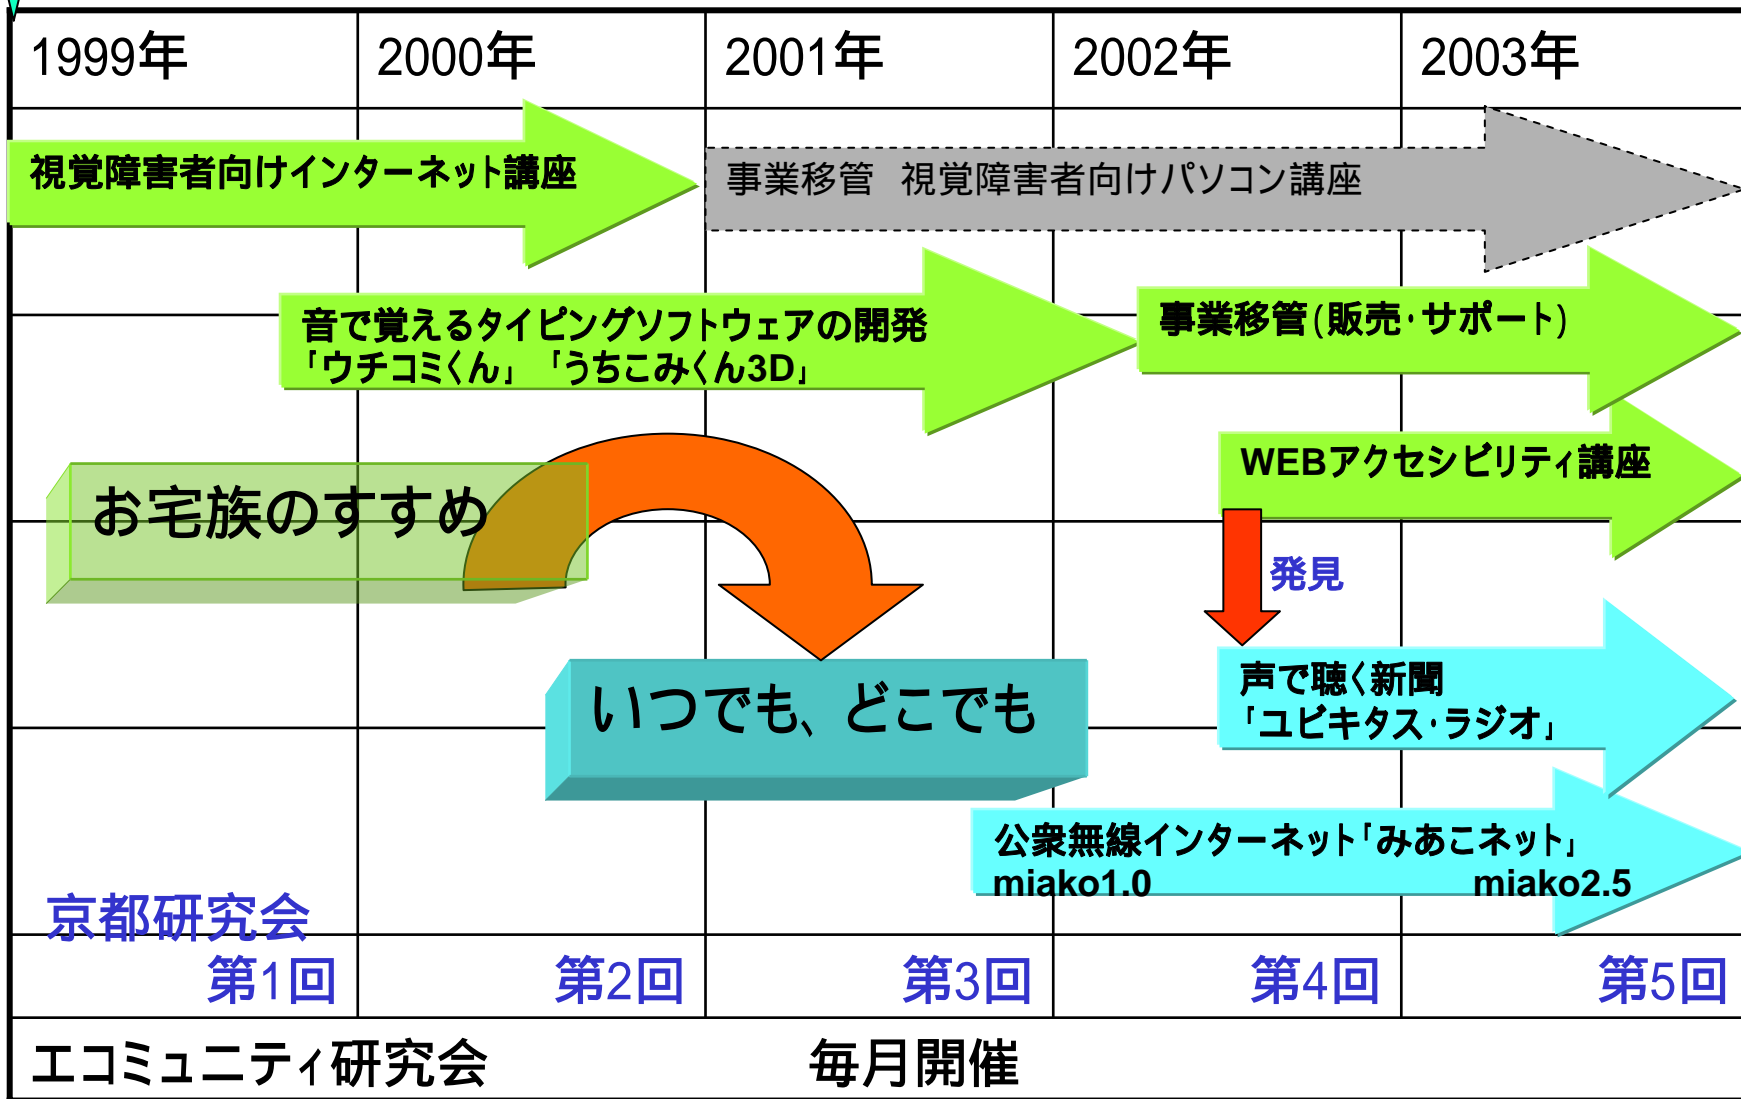 1999年 2000年 2001年 2002年 2003年
視覚障害者向けインターネット講座
事業移管 視覚障害者向けパソコン講座
音で覚えるタイピングソフトウェアの開発
「ウチコミくん」「うちこみくん3D」
事業移管(販売・サポート)
WEBアクセシビリティ講座
お宅族のすすめ
発見
いつでも、どこでも
声で聴く新聞
「ユビキタス・ラジオ」
公衆無線インターネット「みあこネット」
miako1.0 miako2.5
京都研究会
第1回 第2回 第3回 第4回 第5回
エコミュニティ研究会 毎月開催